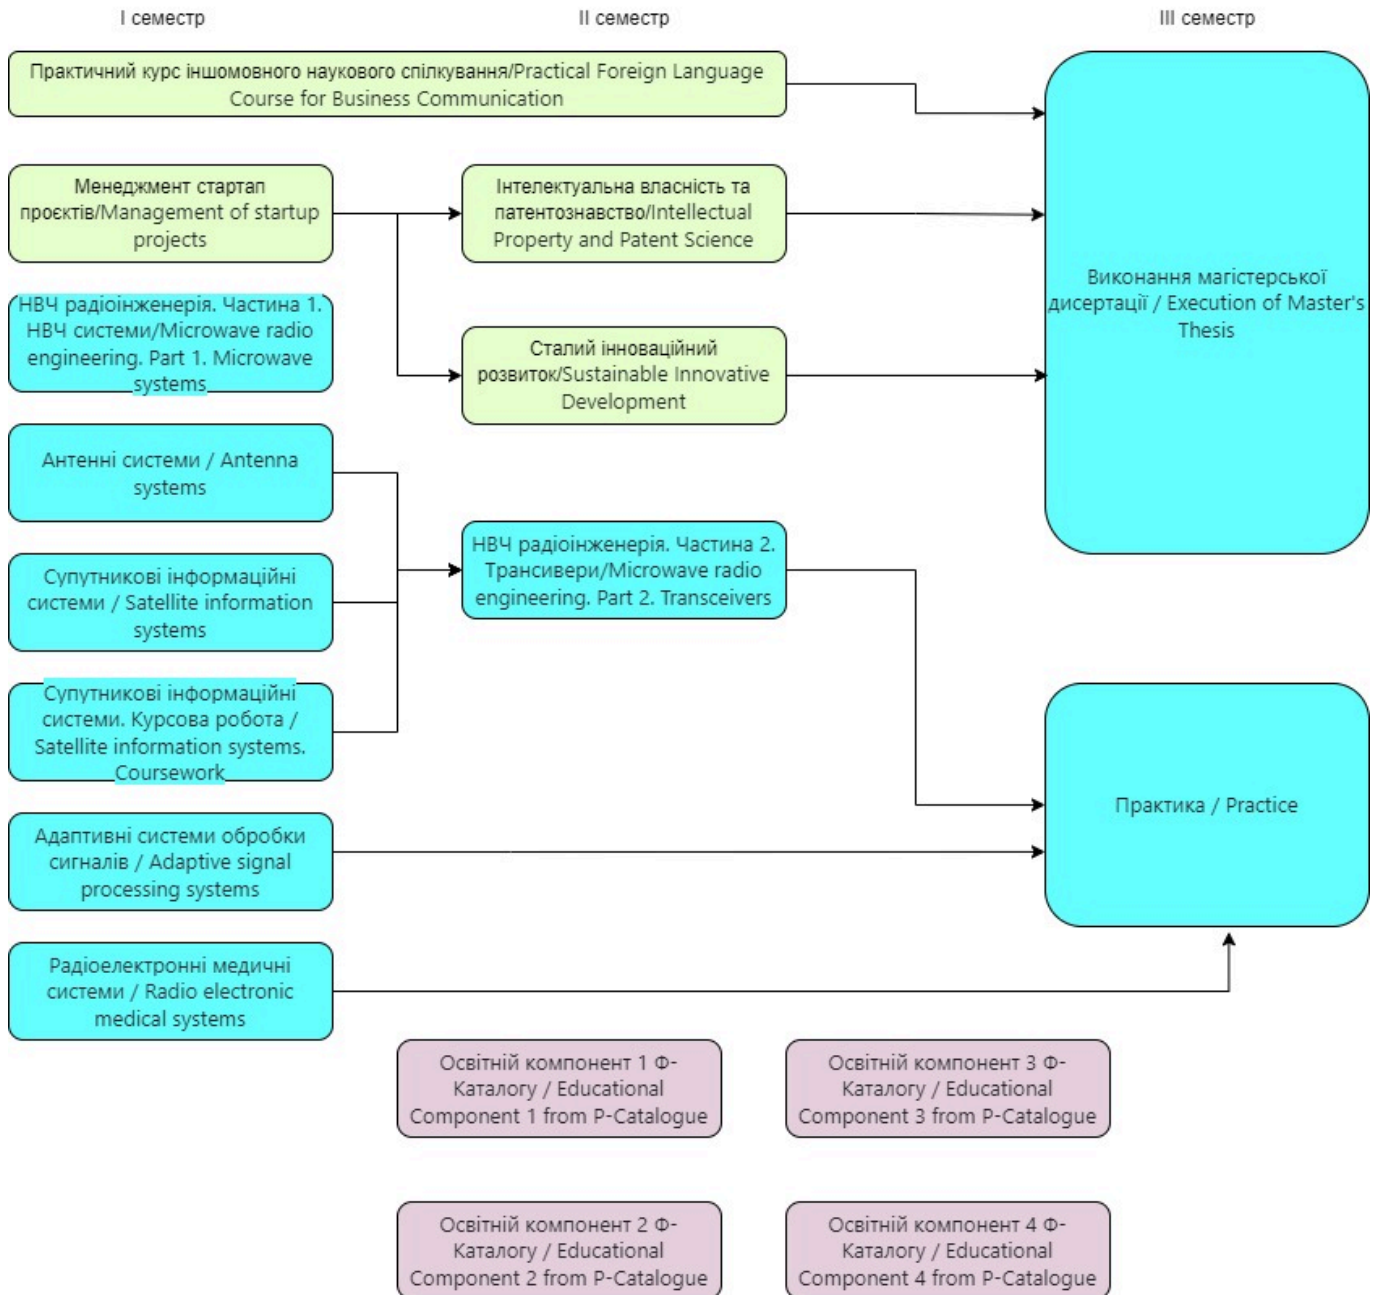 I семестр
II семестр
III семестр
Практичний курс іншомовного наукового спілкування/Practical Foreign Language
Course for Business Communication
Менеджмент стартап
проєктів/Management of startup
projects
Інтелектуальна власність та
патентознавство/Intellectual
Property and Patent Science
Виконання магістерської
дисертації / Execution of Master's
Thesis
НВЧ радіоінженерія. Частина 1.
НВЧ системи/Microwave radio
engineering. Part 1. Microwave
systems
Сталий інноваційний
розвиток/Sustainable Innovative
Development
Антенні системи / Antenna
systems
НВЧ радіоінженерія. Частина 2.
Трансивери/Microwave radio
engineering. Part 2. Transceivers
Супутникові інформаційні
системи / Satellite information
systems
Супутникові інформаційні
системи. Курсова робота /
Satellite information systems.
Coursework
Практика / Practice
Адаптивні системи обробки
сигналів / Adaptive signal
processing systems
Радіоелектронні медичні
системи / Radio electronic
medical systems
Освітній компонент 1 Ф-
Каталогу / Educational
Component 1 from P-Catalogue
Освітній компонент 3 Ф-
Каталогу / Educational
Component 3 from P-Catalogue
Освітній компонент 2 Ф-
Каталогу / Educational
Component 2 from P-Catalogue
Освітній компонент 4 Ф-
Каталогу / Educational
Component 4 from P-Catalogue